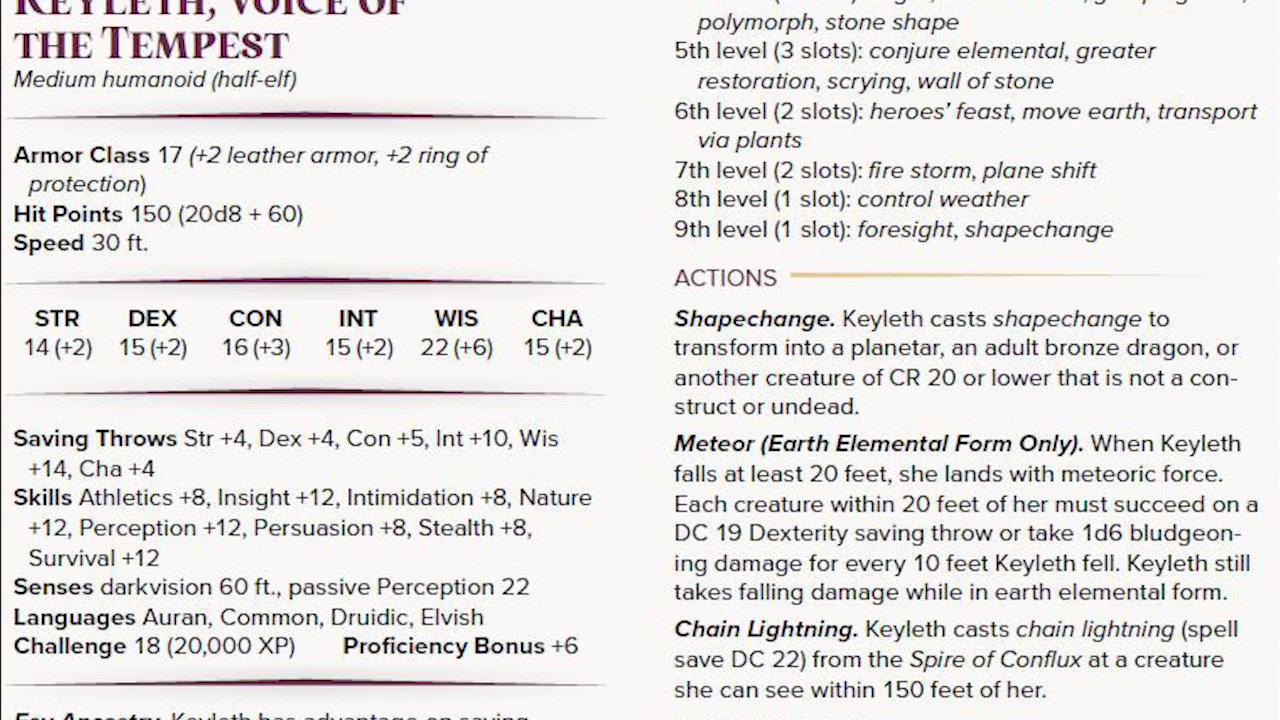 KEYLETH, VOICE OF
THE TEMPEST
Medium humanoid (half-elf)
Armor Class 17 (+2 leather armor, +2 ring of
protection)
Hit Points 150 (20d8 + 60)
Speed 30 ft.
STR DEX CON INT WIS CHA
14 (+2) 15 (+2) 16 (+3) 15 (+2) 22 (+6) 15 (+2)
Saving Throws Str +4, Dex +4, Con +5, Int +10, Wis
+14, Cha +4
Skills Athletics +8, Insight +12, Intimidation +8, Nature
+12, Perception +12, Persuasion +8, Stealth +8,
Survival +12
Senses darkvision 60 ft., passive Perception 22
Languages Auran, Common, Druidic, Elvish
Challenge 18 (20,000 XP) Proficiency Bonus +6
Fey Ancestry. Keyleth has advantage on saving
polymorph, stone shape
5th level (3 slots): conjure elemental, greater
restoration, scrying, wall of stone
6th level (2 slots): heroes' feast, move earth, transport
via plants
7th level (2 slots): fire storm, plane shift
8th level (1 slot): control weather
9th level (1 slot): foresight, shapechange
ACTIONS
Shapechange. Keyleth casts shapechange to
transform into a planetar, an adult bronze dragon, or
another creature of CR 20 or lower that is not a con-
struct or undead.
Meteor (Earth Elemental Form Only). When Keyleth
falls at least 20 feet, she lands with meteoric force.
Each creature within 20 feet of her must succeed on a
DC 19 Dexterity saving throw or take 1d6 bludgeon-
ing damage for every 10 feet Keyleth fell. Keyleth still
takes falling damage while in earth elemental form.
Chain Lightning. Keyleth casts chain lightning (spell
save DC 22) from the Spire of Conflux at a creature
she can see within 150 feet of her.